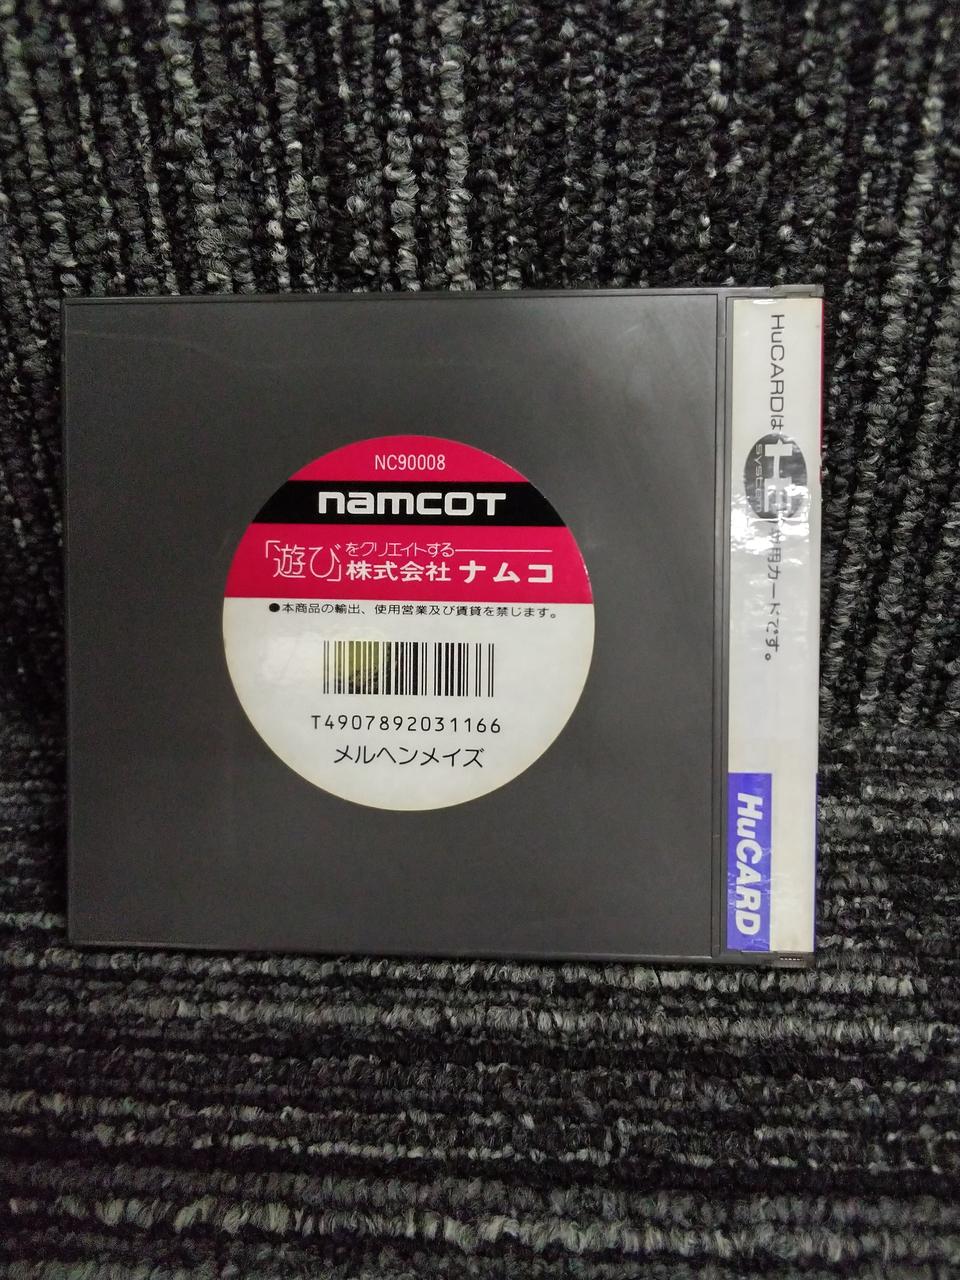 NC90008
namcot
「遊び」をクリエイトする
株式会社ナムコ
●本商品の輸出、使用営業及び賃貸を禁じます。
T4907892031166
メルヘンメイズ
HuCARDは
HE
SYSTEM
専用カードです。
HuCARD